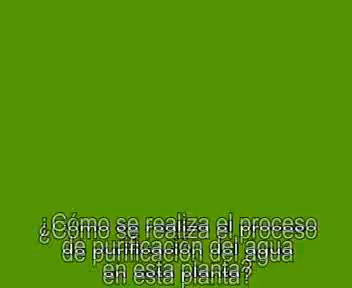 ¿Cómo se realiza el proceso
de purificación del agua
en esta planta?